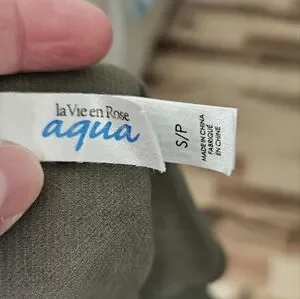 la Vie en Rose
aqua
S/P
MADE IN CHINA
FABRIQUÉ
EN CHINE